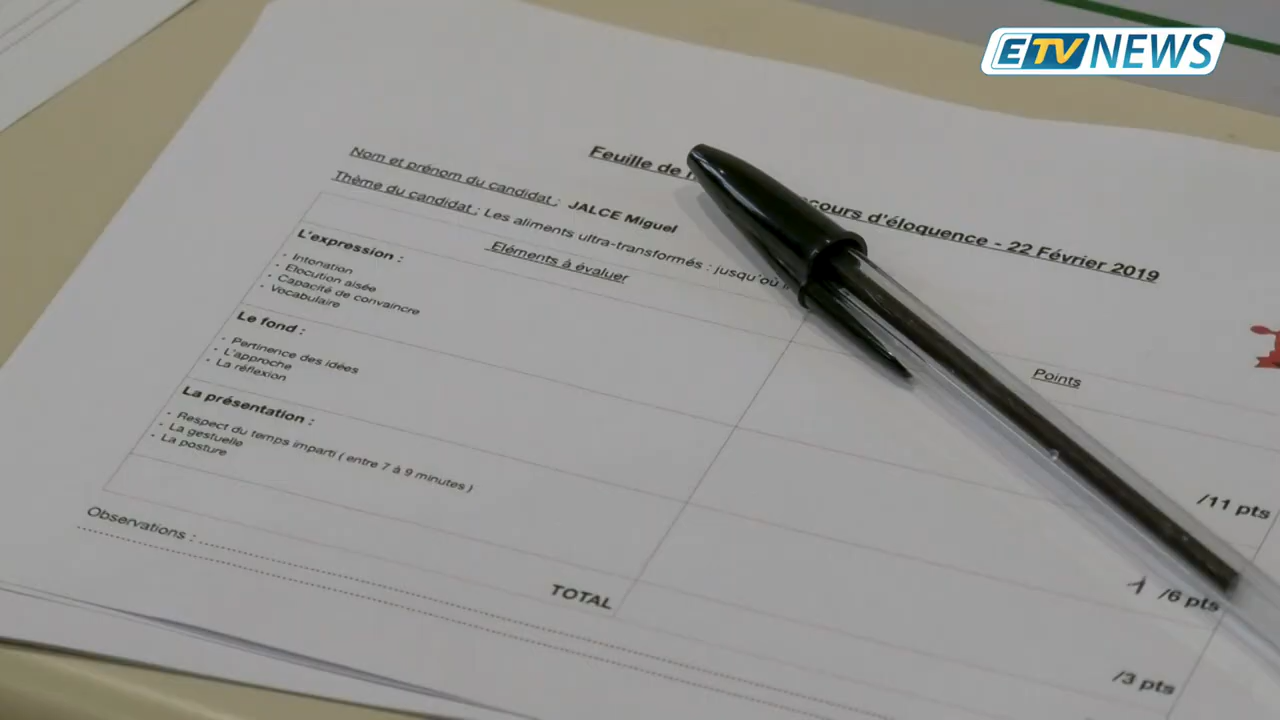 ETV NEWS
Feuille de cours d'éloquence - 22 Février 2019
Nom et prénom du candidat : JALCE Miguel
Thème du candidat : Les aliments ultra-transformés : jusqu'où
Eléments à évaluer
Points
L'expression :
- Intonation
- Elocution aisée
- Capacité de convaincre
- Vocabulaire
/11 pts
Le fond :
- Pertinence des idées
- L'approche
- La réflexion
/6 pts
La présentation :
- Respect du temps imparti ( entre 7 à 9 minutes )
- La gestuelle
- La posture
/3 pts
TOTAL
Observations :